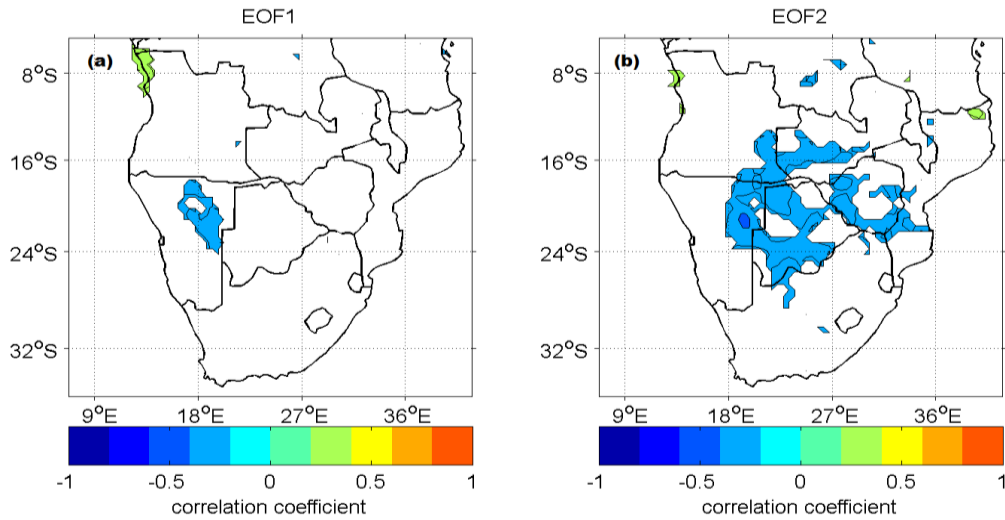 EOF1
(a)
8°S
16°S
24°S
32°S
9°E 18°E 27°E 36°E
-1 -0.5 0 0.5 1
correlation coefficient
EOF2
(b)
8°S
16°S
24°S
32°S
9°E 18°E 27°E 36°E
-1 -0.5 0 0.5 1
correlation coefficient